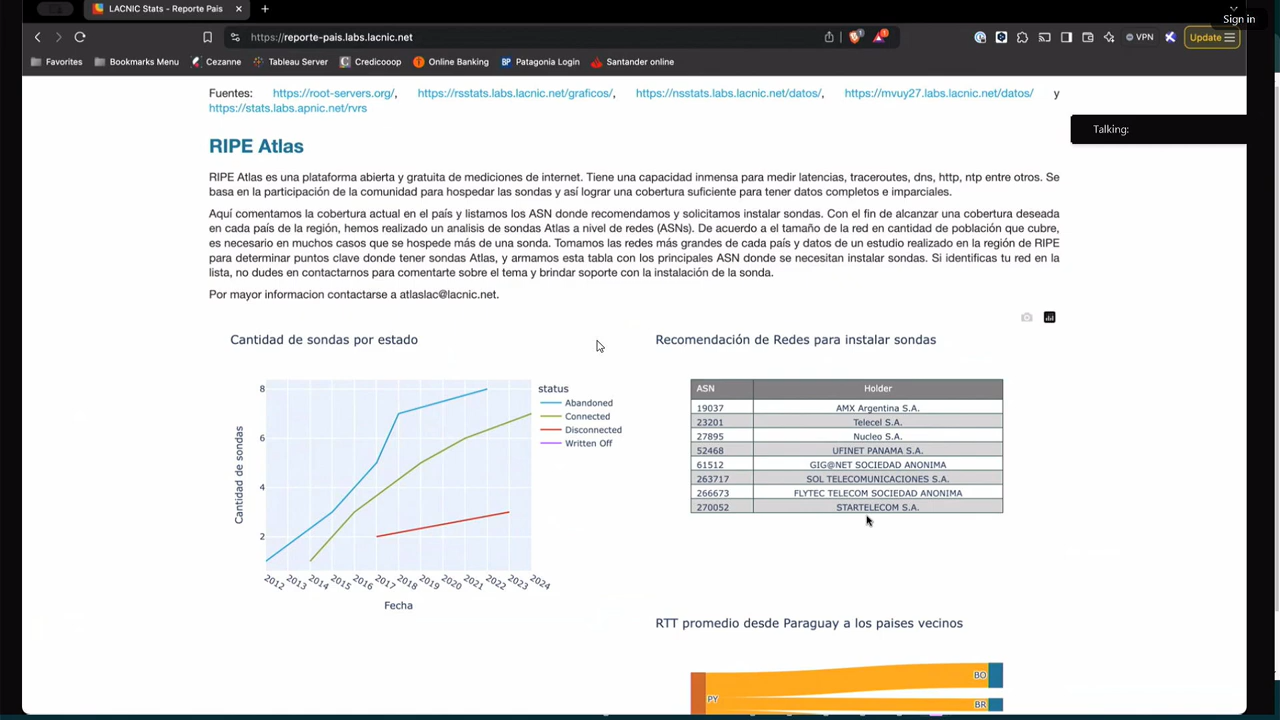 LACNIC Stats - Reporte Pais
Sign in
https://reporte-pais.labs.lacnic.net
VPN
Update
Favorites
Bookmarks Menu
Cezanne
Tableau Server
Credicooop
Online Banking
Patagonia Login
Santander online
Fuentes: https://root-servers.org/, https://rsstats.labs.lacnic.net/graficos/, https://nsstats.labs.lacnic.net/datos/, https://mvuy27.labs.lacnic.net/datos/ y
https://stats.labs.apnic.net/rvrs
Talking:
RIPE Atlas
RIPE Atlas es una plataforma abierta y gratuita de mediciones de internet. Tiene una capacidad inmensa para medir latencias, traceroutes, dns, http, ntp entre otros. Se
basa en la participación de la comunidad para hospedar las sondas y así lograr una cobertura suficiente para tener datos completos e imparciales.
Aquí comentamos la cobertura actual en el país y listamos los ASN donde recomendamos y solicitamos instalar sondas. Con el fin de alcanzar una cobertura deseada
en cada país de la región, hemos realizado un analisis de sondas Atlas a nivel de redes (ASNs). De acuerdo a el tamaño de la red en cantidad de población que cubre,
es necesario en muchos casos que se hospede más de una sonda. Tomamos las redes más grandes de cada país y datos de un estudio realizado en la región de RIPE
para determinar puntos clave donde tener sondas Atlas, y armamos esta tabla con los principales ASN donde se necesitan instalar sondas. Si identificas tu red en la
lista, no dudes en contactarnos para comentarte sobre el tema y brindar soporte con la instalación de la sonda.
Por mayor informacion contactarse a atlaslac@lacnic.net.
Cantidad de sondas por estado
8
6
4
2
Cantidad de sondas
2012 2013 2014 2015 2016 2017 2018 2019 2020 2021 2022 2023 2024
Fecha
status
Abandoned
Connected
Disconnected
Written Off
Recomendación de Redes para instalar sondas
ASN Holder
19037 AMX Argentina S.A.
23201 Telecel S.A.
27895 Nucleo S.A.
52468 UFINET PANAMA S.A.
61512 GIG@NET SOCIEDAD ANONIMA
263717 SOL TELECOMUNICACIONES S.A.
266673 FLYTEC TELECOM SOCIEDAD ANONIMA
270052 STARTELECOM S.A.
RTT promedio desde Paraguay a los paises vecinos
BO
PY
BR